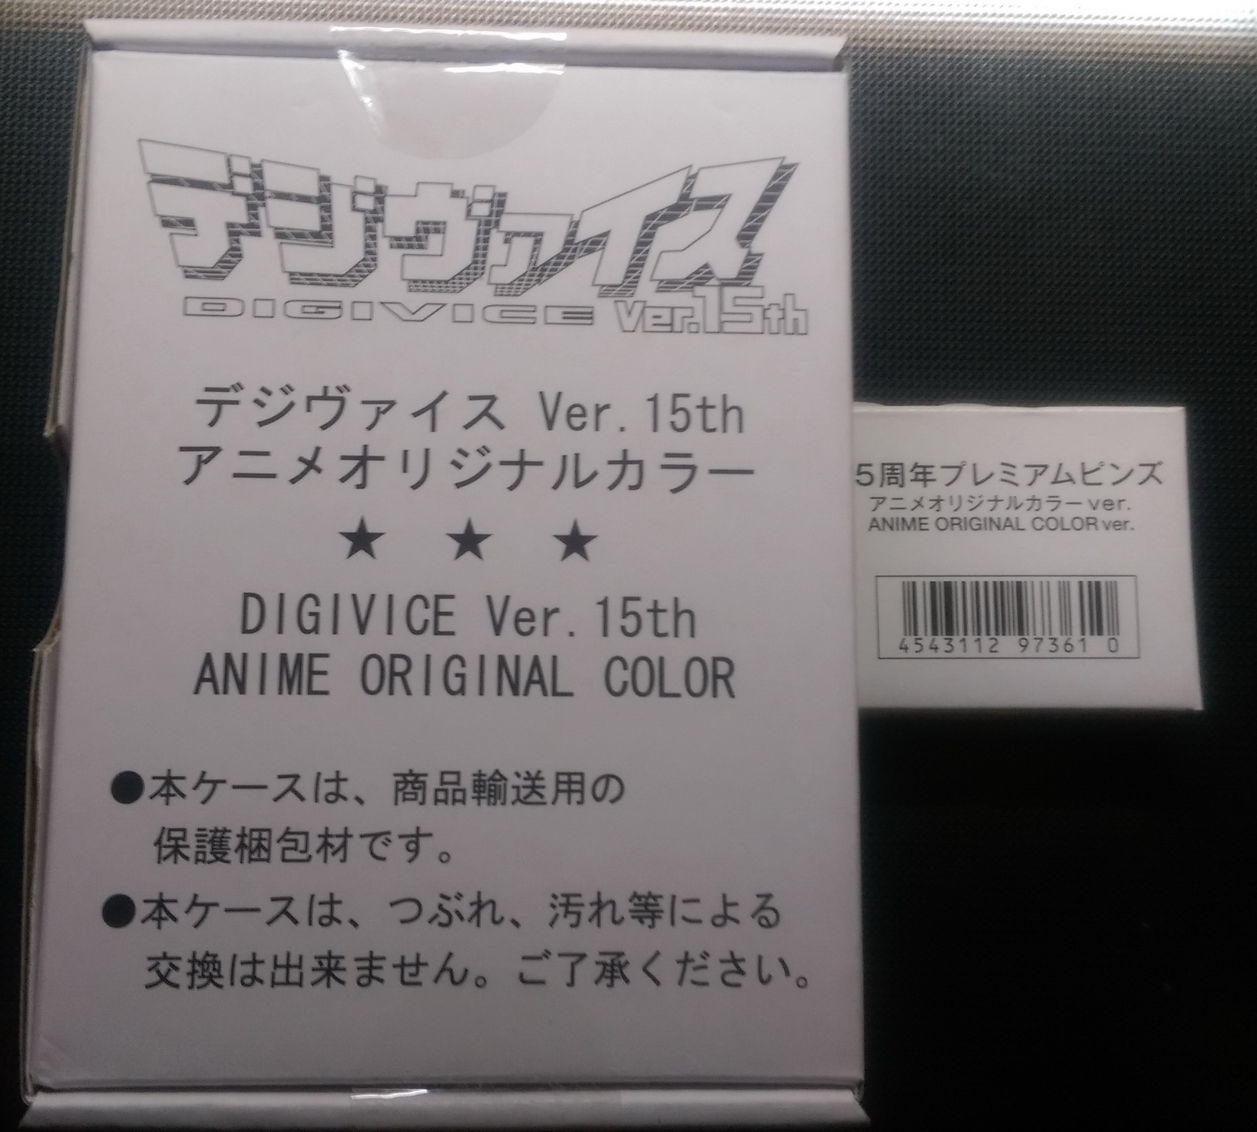 デジヴァイス
DIGIVICE Ver.15th
デジヴァイス Ver.15th
アニメオリジナルカラー
★ ★ ★
DIGIVICE Ver.15th
ANIME ORIGINAL COLOR
●本ケースは、商品輸送用の
保護梱包材です。
●本ケースは、つぶれ、汚れ等による
交換は出来ません。ご了承ください。
5周年プレミアムピンズ
アニメオリジナルカラーver.
ANIME ORIGINAL COLOR ver.
4543112 97361 0